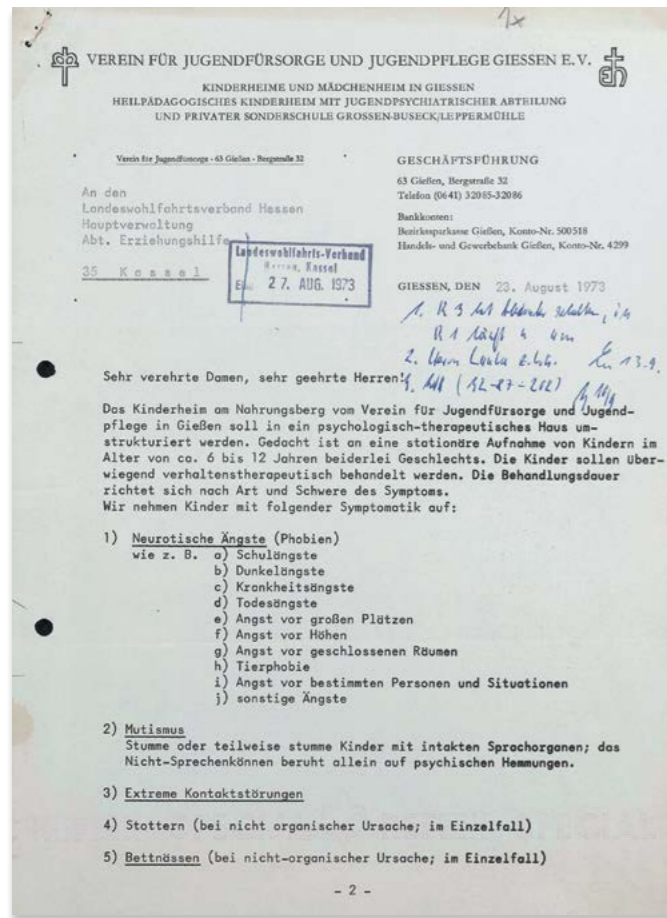 1x
VEREIN FÜR JUGENDFÜRSORGE UND JUGENDPFLEGE GIESSEN E.V.
KINDERHEIME UND MÄDCHENHEIM IN GIESSEN
HEILPÄDAGOGISCHES KINDERHEIM MIT JUGENDPSYCHIATRISCHER ABTEILUNG
UND PRIVATER SONDERSCHULE GROSSEN-BUSECK/LEPPERMÜHLE
Verein für Jugendfürsorge - 63 Gießen - Bergstraße 32
GESCHÄFTSFÜHRUNG
63 Gießen, Bergstraße 32
Telefon (0641) 32085-32086
Bankkonten:
Bezirkssparkasse Gießen, Konto-Nr. 500518
Handels- und Gewerbebank Gießen, Konto-Nr. 4299
An den
Landeswohlfahrtsverband Hessen
Hauptverwaltung
Abt. Erziehungshilfe
35 Kassel
Landeswohlfahrts-Verband
Hessen, Kassel
27. AUG. 1973
GIESSEN, DEN 23. August 1973
1. R 3 hat
R 1
2. Herrn 13.9.
Sehr verehrte Damen, sehr geehrte Herren!
Das Kinderheim am Nahrungsberg vom Verein für Jugendfürsorge und Jugend-
pflege in Gießen soll in ein psychologisch-therapeutisches Haus um-
strukturiert werden. Gedacht ist an eine stationäre Aufnahme von Kindern im
Alter von ca. 6 bis 12 Jahren beiderlei Geschlechts. Die Kinder sollen über-
wiegend verhaltenstherapeutisch behandelt werden. Die Behandlungsdauer
richtet sich nach Art und Schwere des Symptoms.
Wir nehmen Kinder mit folgender Symptomatik auf:
1) Neurotische Ängste (Phobien)
wie z. B. a) Schulängste
b) Dunkelängste
c) Krankheitsängste
d) Todesängste
e) Angst vor großen Plätzen
f) Angst vor Höhen
g) Angst vor geschlossenen Räumen
h) Tierphobie
i) Angst vor bestimmten Personen und Situationen
j) sonstige Ängste
2) Mutismus
Stumme oder teilweise stumme Kinder mit intakten Sprachorganen; das
Nicht-Sprechenkönnen beruht allein auf psychischen Hemmungen.
3) Extreme Kontaktstörungen
4) Stottern (bei nicht organischer Ursache; im Einzelfall)
5) Bettnässen (bei nicht-organischer Ursache; im Einzelfall)
- 2 -